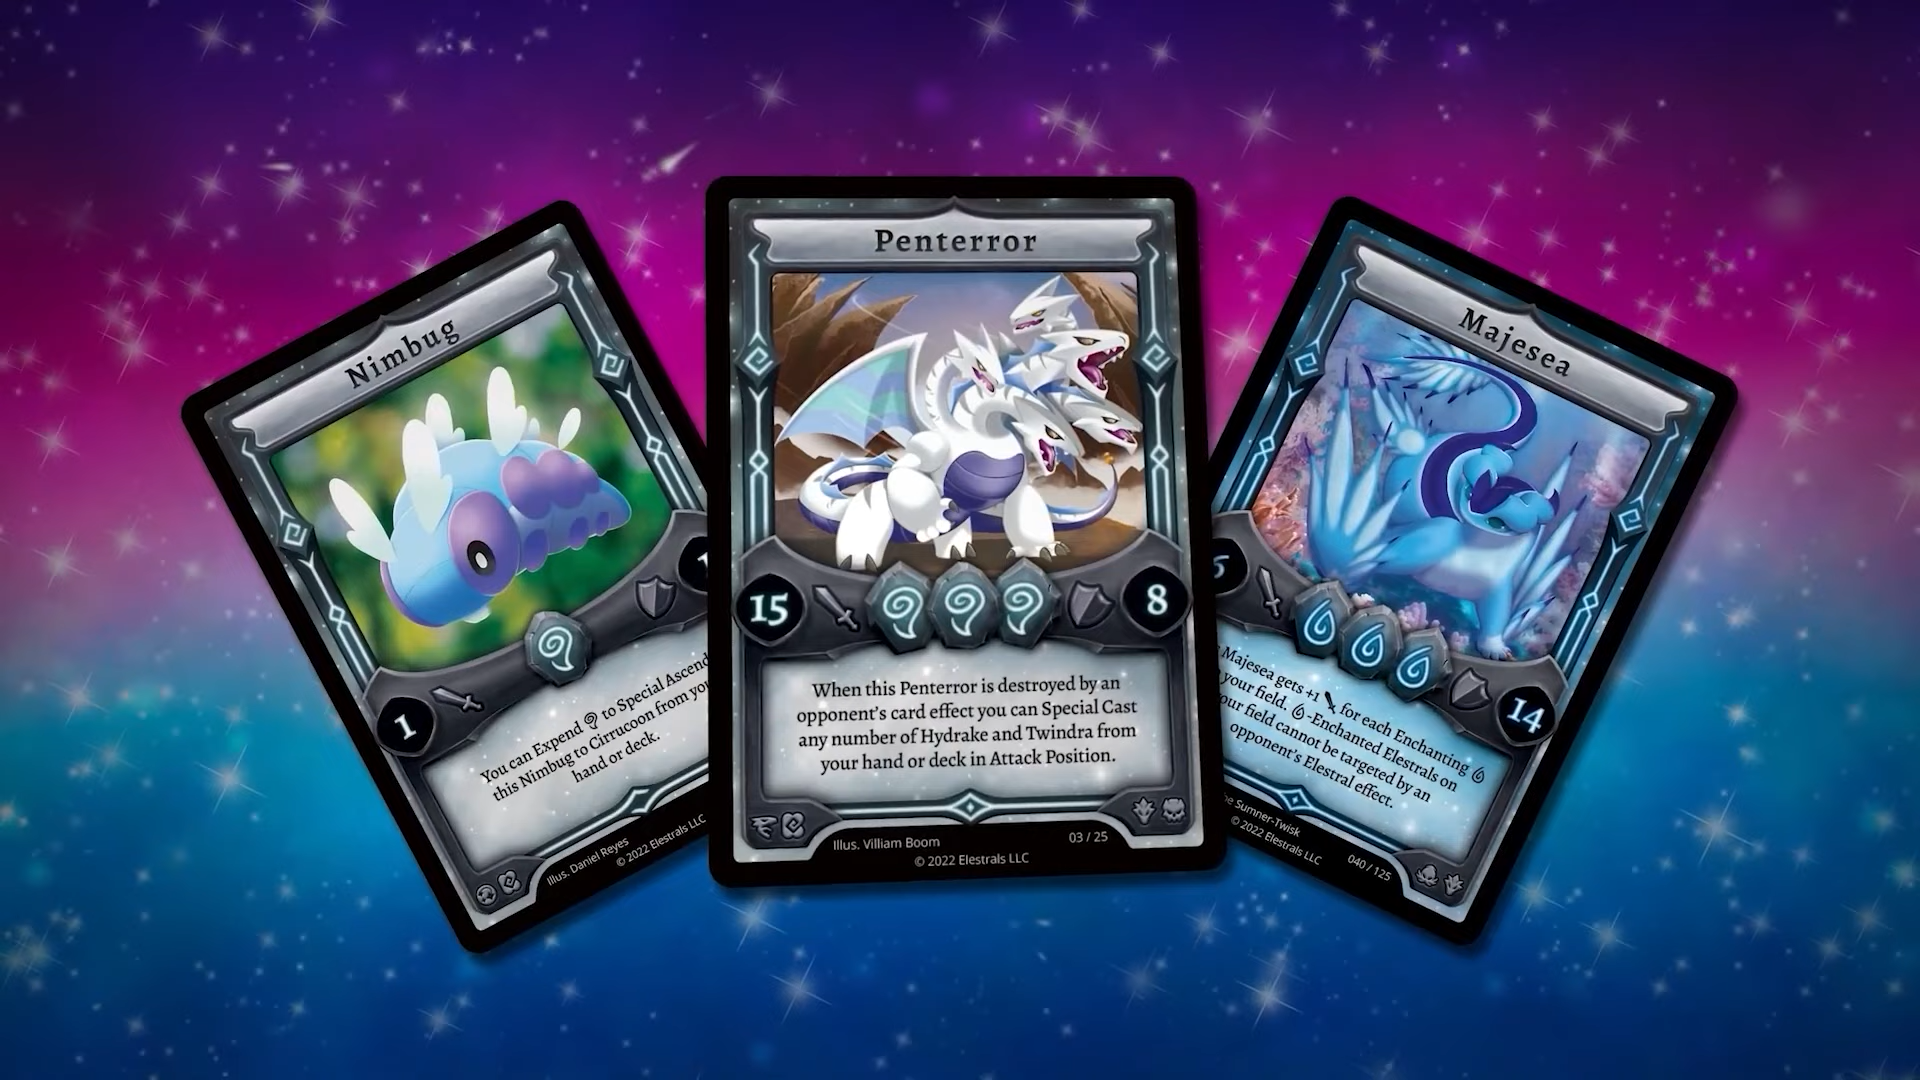 Nimbug
1
1
You can Expend to Special Ascend
this Nimbug to Cirrucoon from
hand or deck.
Illus. Daniel Reyes
© 2022 Elestrals LLC
Penterror
15
8
When this Penterror is destroyed by an
opponent's card effect you can Special Cast
any number of Hydrake and Twindra from
your hand or deck in Attack Position.
Illus. Villiam Boom
03 / 25
© 2022 Elestrals LLC
Majesea
14
Majesea gets +1 for each Enchanting
your field. -Enchanted Elestrals on
your field cannot be targeted by an
opponent's Elestral effect.
Sumner-Twisk
© 2022 Elestrals LLC
040 / 125